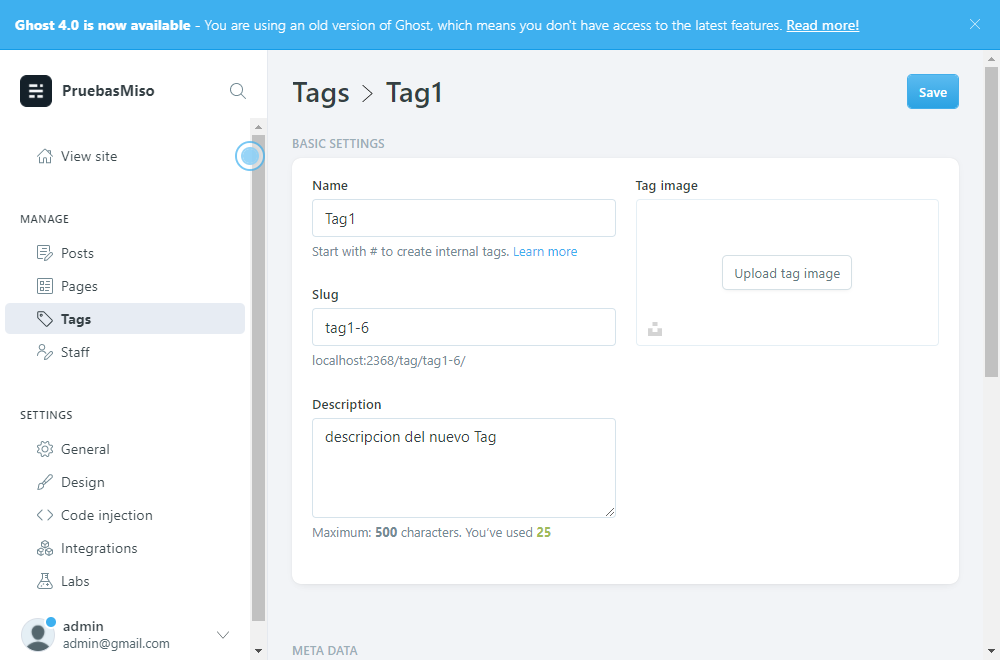 Ghost 4.0 is now available - You are using an old version of Ghost, which means you don't have access to the latest features. Read more!
PruebasMiso
View site
MANAGE
Posts
Pages
Tags
Staff
SETTINGS
General
Design
Code injection
Integrations
Labs
admin
admin@gmail.com
Tags > Tag1
Save
BASIC SETTINGS
Name
Tag1
Start with # to create internal tags. Learn more
Slug
tag1-6
localhost:2368/tag/tag1-6/
Description
descripcion del nuevo Tag
Maximum: 500 characters. You've used 25
Tag image
Upload tag image
META DATA